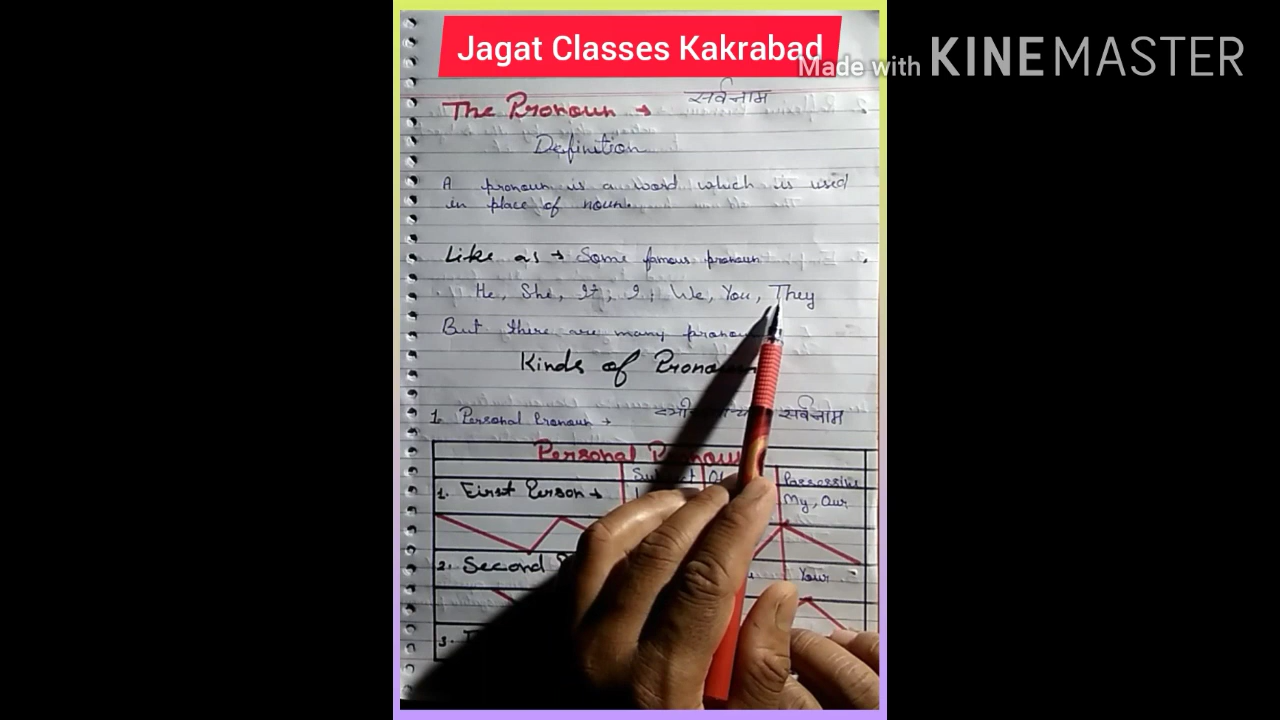 Jagat Classes Kakrabad
Made with KINEMASTER
The Pronoun → सर्वनाम
Definition
A pronoun is a word which is used
in place of noun.
Like as → Some famous pronoun
He, She, It, I, We, You, They
But there are many
Kinds of
1. Personal Pronoun → सर्वनाम
Personal
Possessive
1. First Person → My, Our
2. Second Your
3.